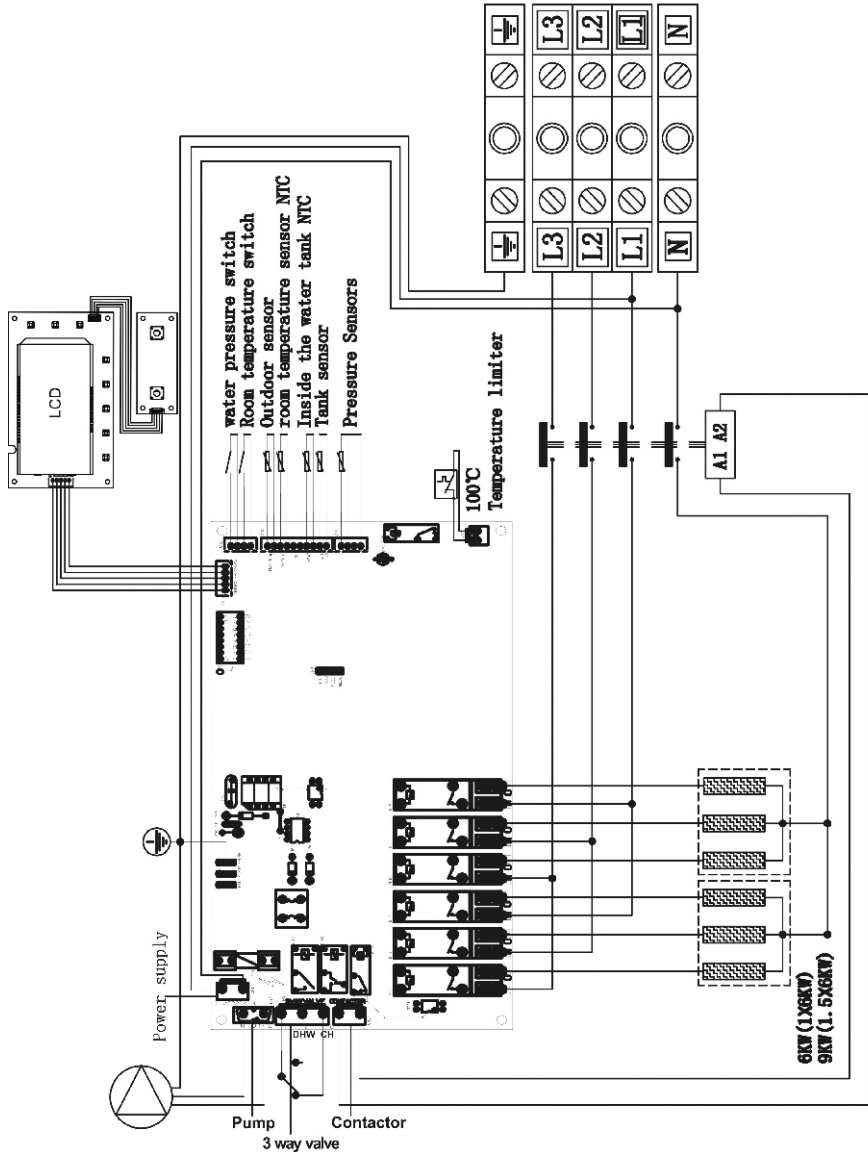 L3
L2
L1
N
L3
L2
L1
N
LCD
water pressure switch
Room temperature switch
Outdoor sensor
room temperature sensor NTC
Inside the water tank NTC
Tank sensor
Pressure Sensors
100℃
Temperature limiter
A1 A2
Power supply
DHW CH
Pump
3 way valve
Contactor
6KW(1X6KW)
9KW(1.5X6KW)